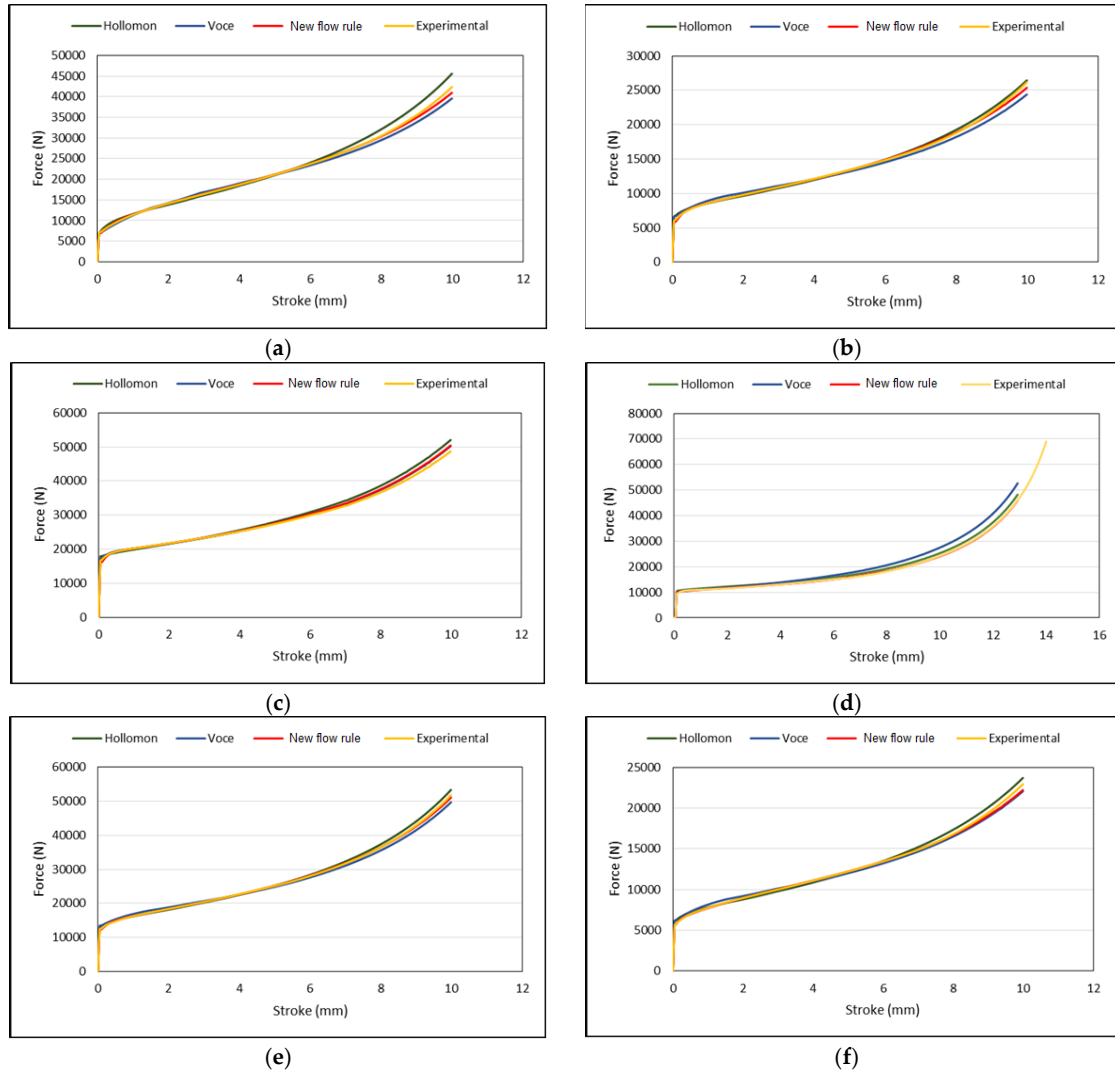 Hollomon Voce New flow rule Experimental
50000
45000
40000
35000
30000
25000
20000
15000
10000
5000
0
Force (N)
0 2 4 6 8 10 12
Stroke (mm)
(a)
Hollomon Voce New flow rule Experimental
30000
25000
20000
15000
10000
5000
0
Force (N)
0 2 4 6 8 10 12
Stroke (mm)
(b)
Hollomon Voce New flow rule Experimental
60000
50000
40000
30000
20000
10000
0
Force (N)
0 2 4 6 8 10 12
Stroke (mm)
(c)
Hollomon Voce New flow rule Experimental
80000
70000
60000
50000
40000
30000
20000
10000
0
Force (N)
0 2 4 6 8 10 12 14 16
Stroke (mm)
(d)
Hollomon Voce New flow rule Experimental
60000
50000
40000
30000
20000
10000
0
Force (N)
0 2 4 6 8 10 12
Stroke (mm)
(e)
Hollomon Voce New flow rule Experimental
25000
20000
15000
10000
5000
0
Force (N)
0 2 4 6 8 10 12
Stroke (mm)
(f)